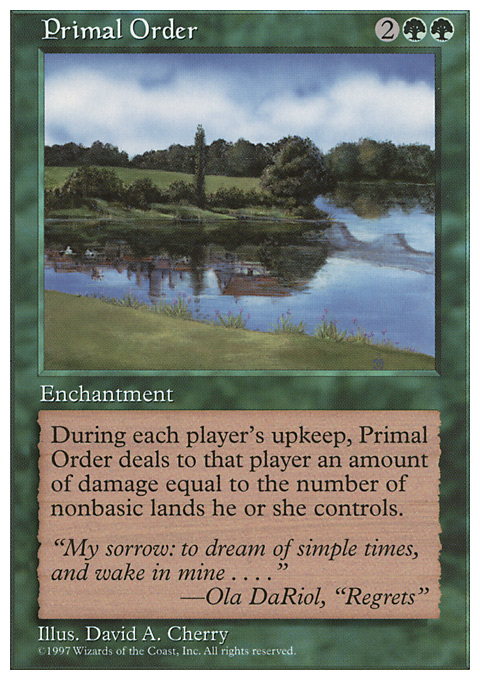 Primal Order 2
Enchantment
During each player's upkeep, Primal
Order deals to that player an amount
of damage equal to the number of
nonbasic lands he or she controls.
"My sorrow: to dream of simple times,
and wake in mine . . . ."
—Ola DaRiol, "Regrets"
Illus. David A. Cherry
©1997 Wizards of the Coast, Inc. All rights reserved.